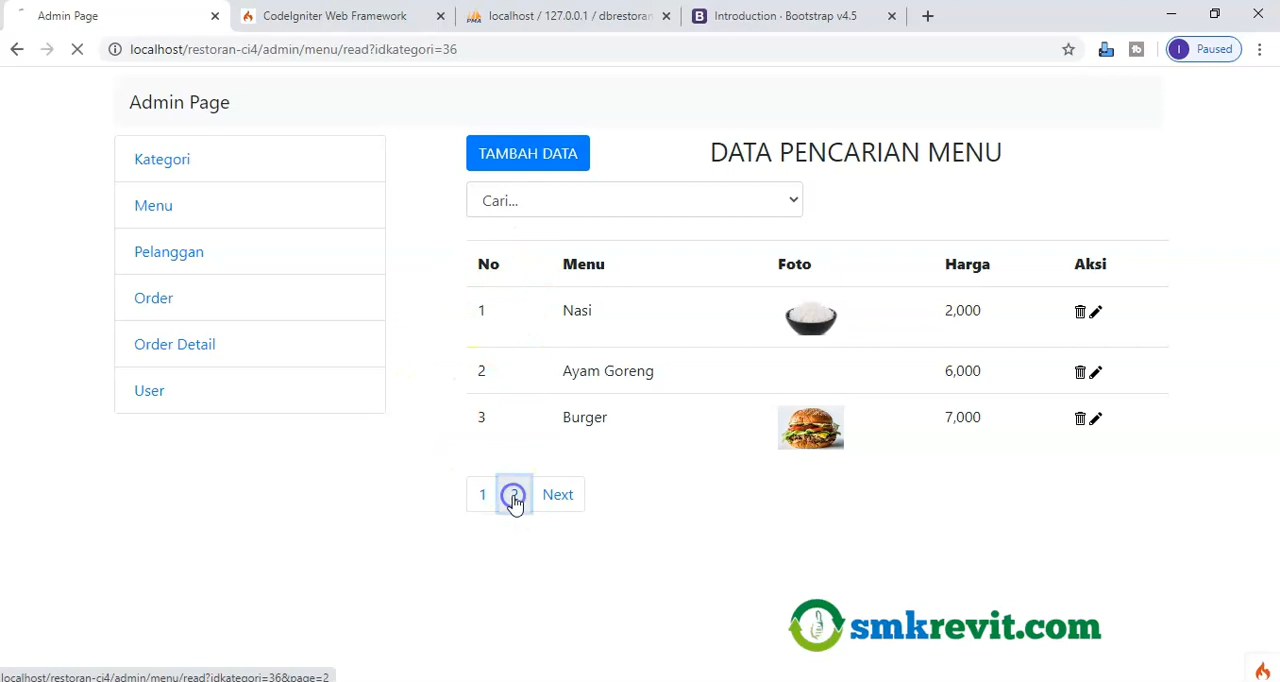 Admin Page
CodeIgniter Web Framework
localhost / 127.0.0.1 / dbrestoran
Introduction · Bootstrap v4.5
localhost/restoran-ci4/admin/menu/read?idkategori=36
I Paused
Admin Page
Kategori
Menu
Pelanggan
Order
Order Detail
User
TAMBAH DATA
DATA PENCARIAN MENU
Cari...
No Menu Foto Harga Aksi
1 Nasi 2,000
2 Ayam Goreng 6,000
3 Burger 7,000
1 2 Next
smkrevit.com
localhost/restoran-ci4/admin/menu/read?idkategori=36&page=2